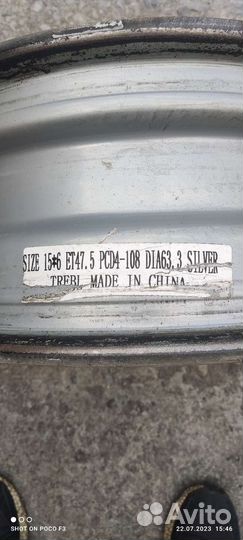 SIZE 15*6 ET47.5 PCD4-108 DIA63.3 SILVER
TREBL MADE IN CHINA
SHOT ON POCO F3
Avito
22.07.2023 15:46